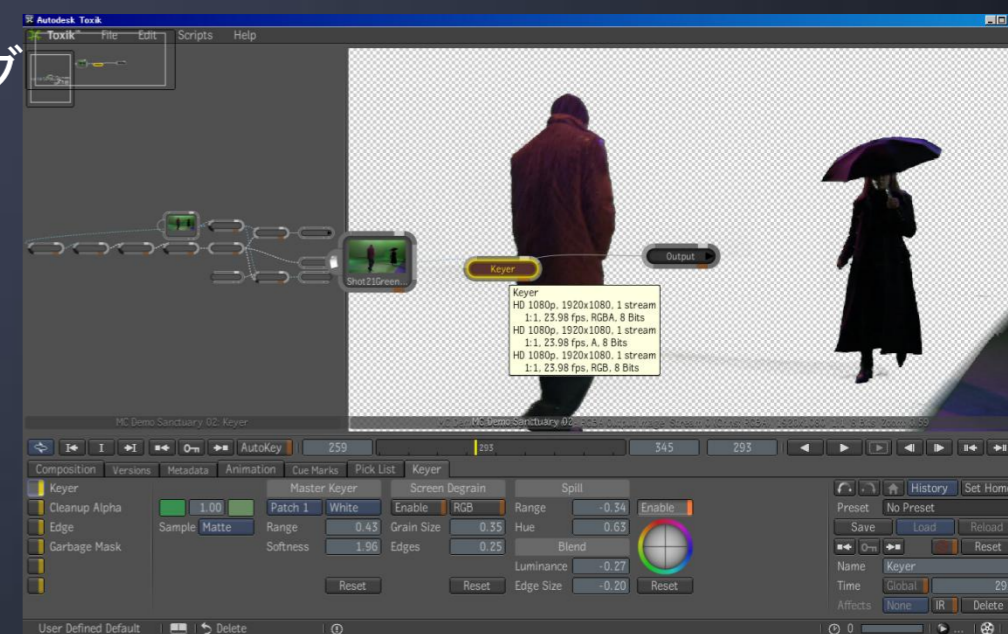 Autodesk Toxik
グ
Toxik™ File Edit Scripts Help
Output
Keyer
Shot21Green...
Keyer
HD 1080p, 1920x1080, 1 stream
1:1, 23.98 fps, RGBA, 8 Bits
HD 1080p, 1920x1080, 1 stream
1:1, 23.98 fps, A, 8 Bits
HD 1080p, 1920x1080, 1 stream
1:1, 23.98 fps, RGB, 8 Bits
MC Demo Sanctuary 02: Keyer
MC Demo Sanctuary 02:
AutoKey 259 293 345 293
Composition Versions Metadata Animation Cue Marks Pick List Keyer
Keyer Master Keyer Screen Degrain Spill History Set Home
Cleanup Alpha 1.00 Patch 1 White Enable RGB Range -0.34 Enable Preset No Preset
Edge Sample Matte Range 0.43 Grain Size 0.35 Hue 0.63 Save Load Reload
Garbage Mask Softness 1.96 Edges 0.25 Blend Reset
Luminance -0.27 Name Keyer
Reset Reset Edge Size -0.20 Reset Time Global 29
Affects None IR Delete
User Defined Default Delete 0 ...